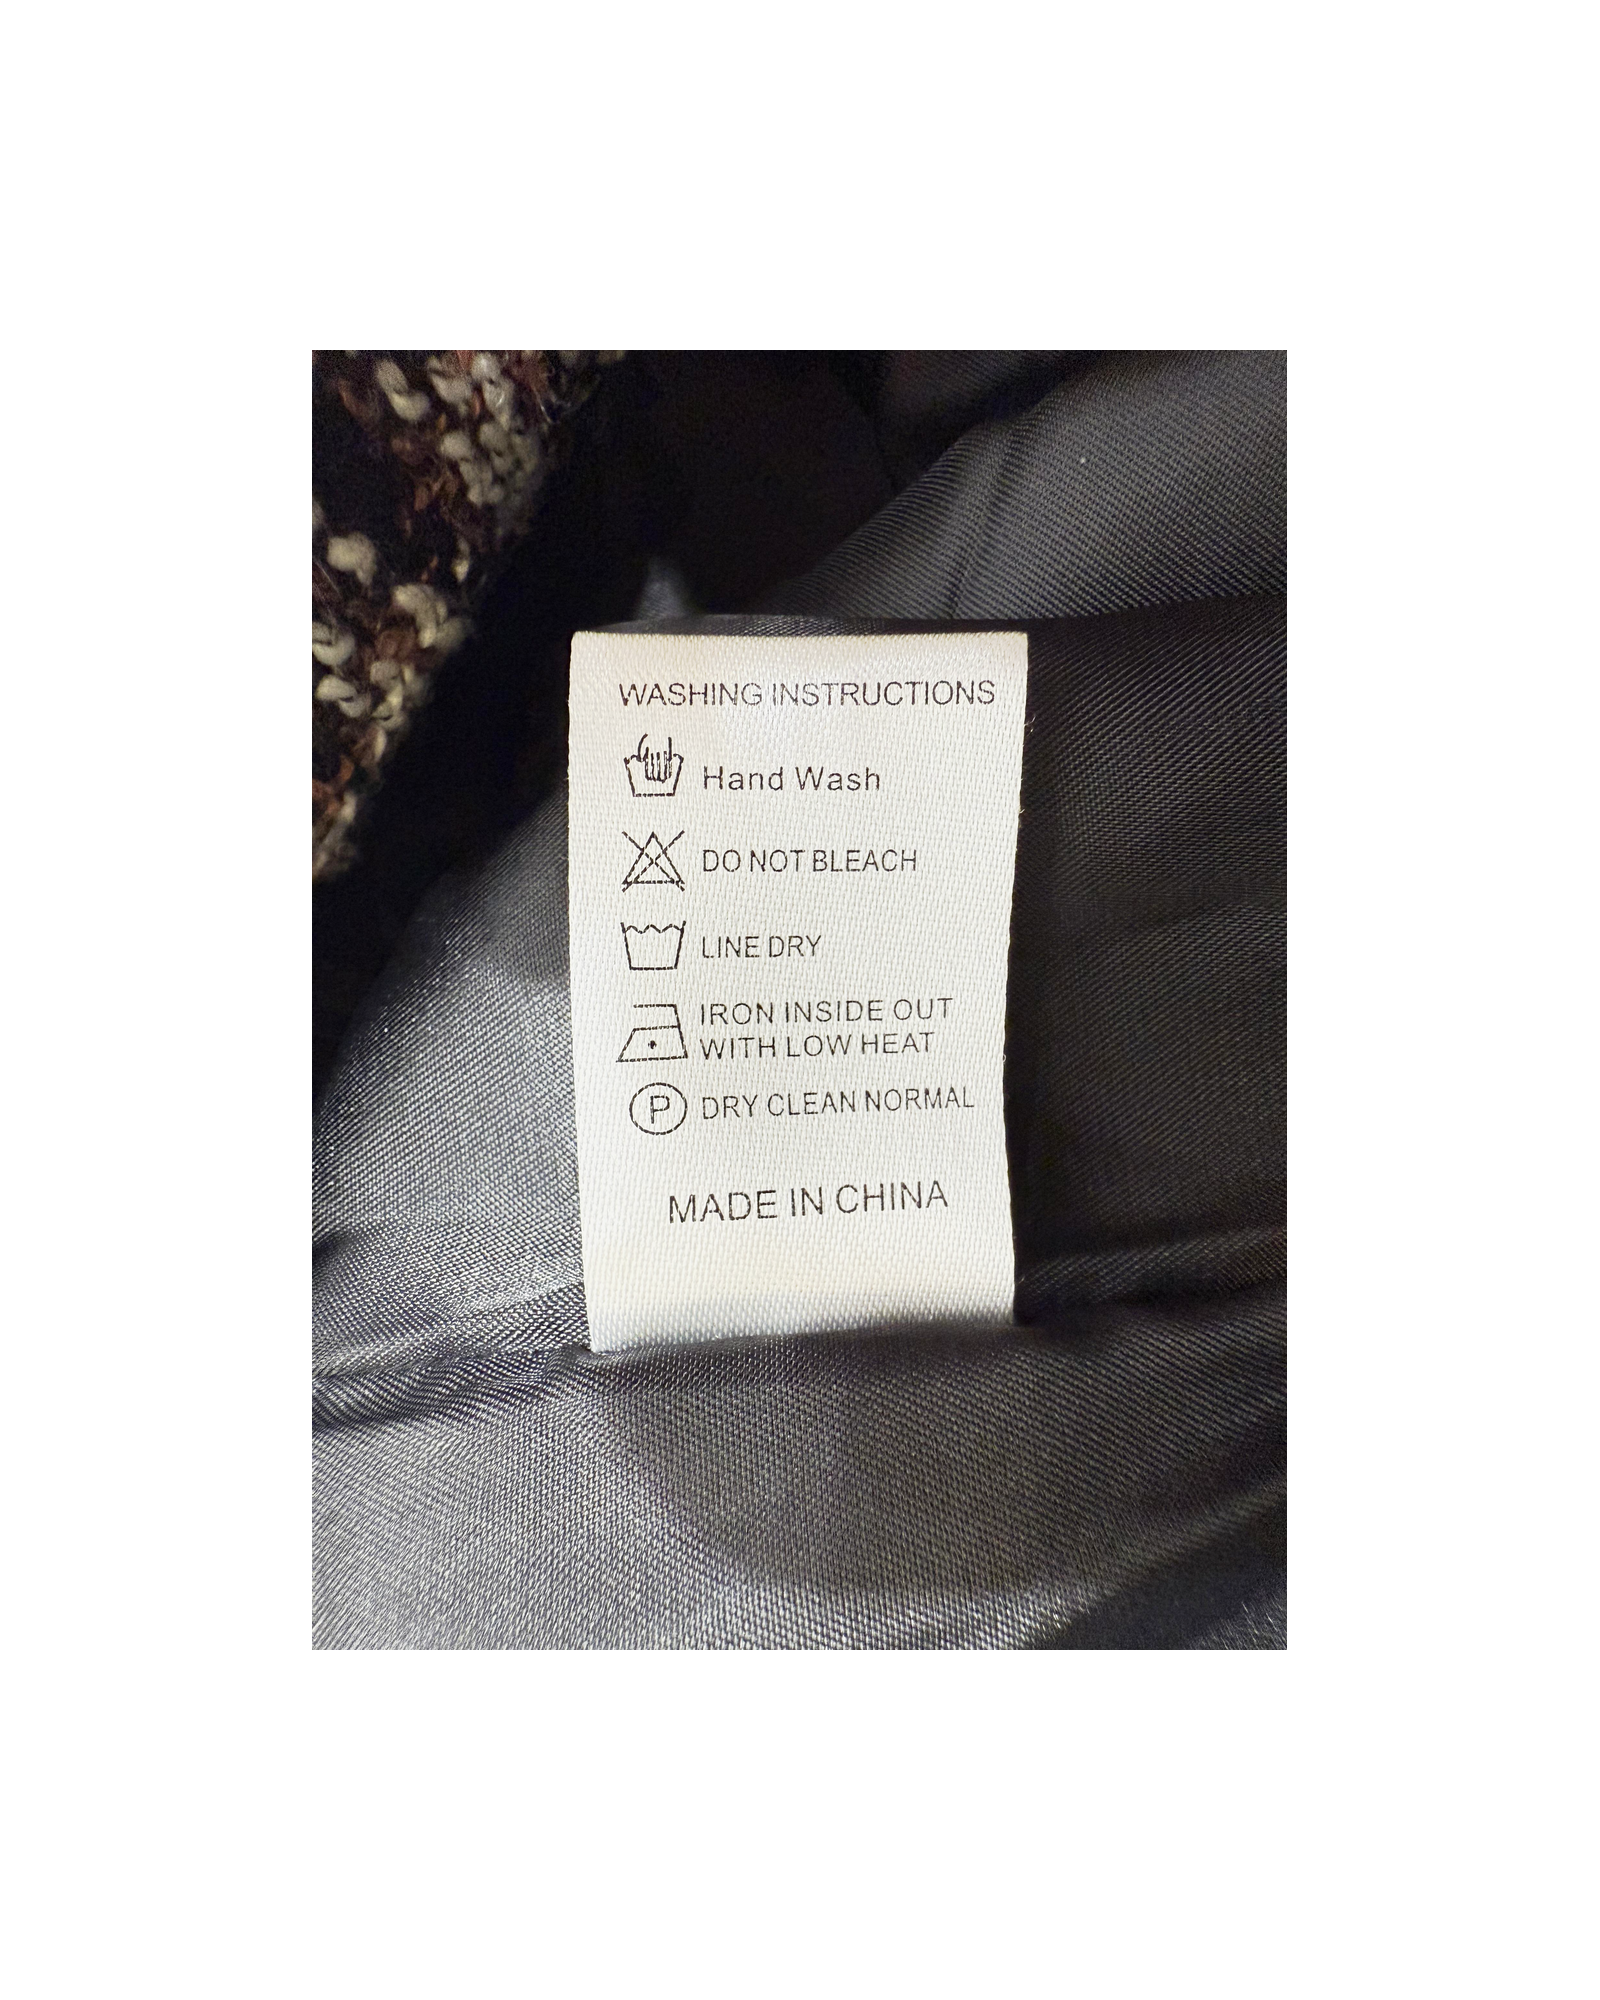 WASHING INSTRUCTIONS
Hand Wash
DO NOT BLEACH
LINE DRY
IRON INSIDE OUT
WITH LOW HEAT
P DRY CLEAN NORMAL
MADE IN CHINA